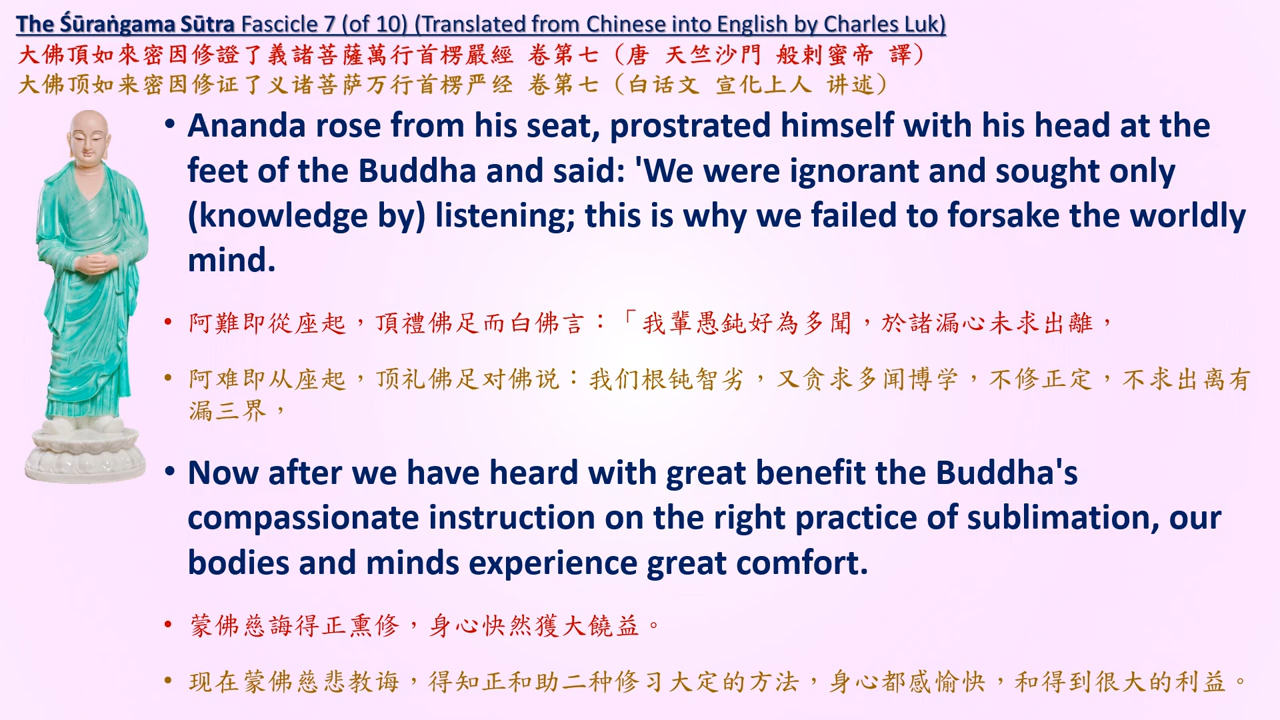 The Śūraṅgama Sūtra Fascicle 7 (of 10) (Translated from Chinese into English by Charles Luk)
大佛頂如來密因修證了義諸菩薩萬行首楞嚴經 卷第七（唐 天竺沙門 般剌蜜帝 譯）
大佛顶如来密因修证了义诸菩萨万行首楞严经 卷第七（白话文 宣化上人 讲述）
• Ananda rose from his seat, prostrated himself with his head at the
feet of the Buddha and said: 'We were ignorant and sought only
(knowledge by) listening; this is why we failed to forsake the worldly
mind.
• 阿難即從座起，頂禮佛足而白佛言：「我輩愚鈍好為多聞，於諸漏心未求出離，
• 阿难即从座起，顶礼佛足对佛说：我们根钝智劣，又贪求多闻博学，不修正定，不求出离有
漏三界，
• Now after we have heard with great benefit the Buddha's
compassionate instruction on the right practice of sublimation, our
bodies and minds experience great comfort.
• 蒙佛慈誨得正熏修，身心快然獲大饒益。
• 现在蒙佛慈悲教诲，得知正和助二种修习大定的方法，身心都感愉快，和得到很大的利益。